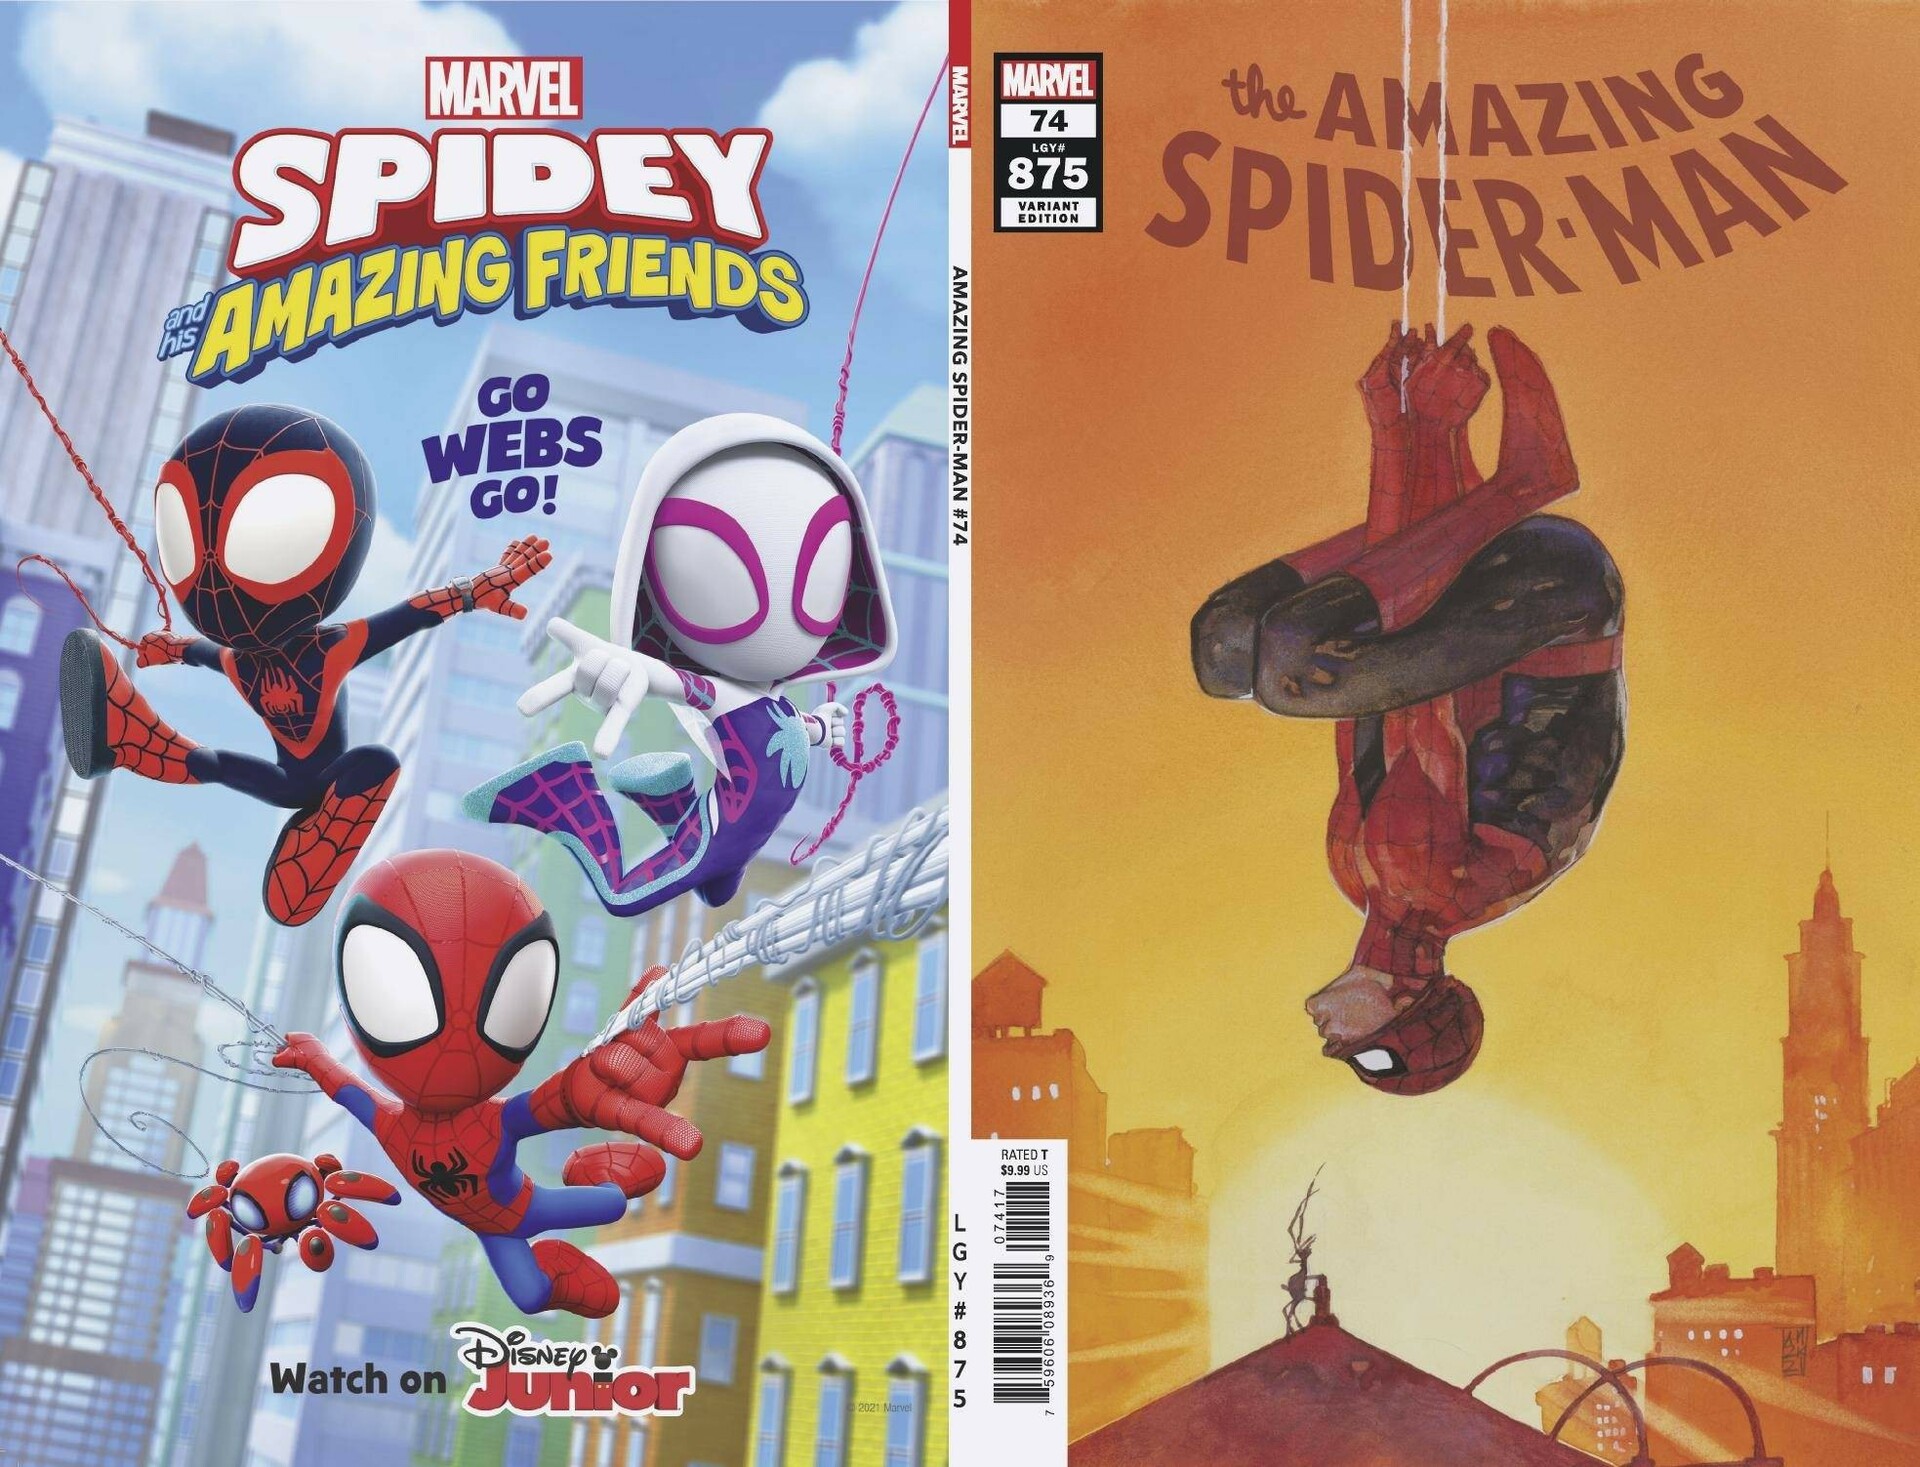 MARVEL
SPIDEY
and his AMAZING FRIENDS
GO
WEBS
GO!
Watch on Disney Junior
© 2021 Marvel
MARVEL
AMAZING SPIDER-MAN #74
LGY#875
MARVEL
74
LGY#
875
VARIANT
EDITION
the AMAZING
SPIDER-MAN
RATED T
$9.99 US
07417
7 59606 08936 9